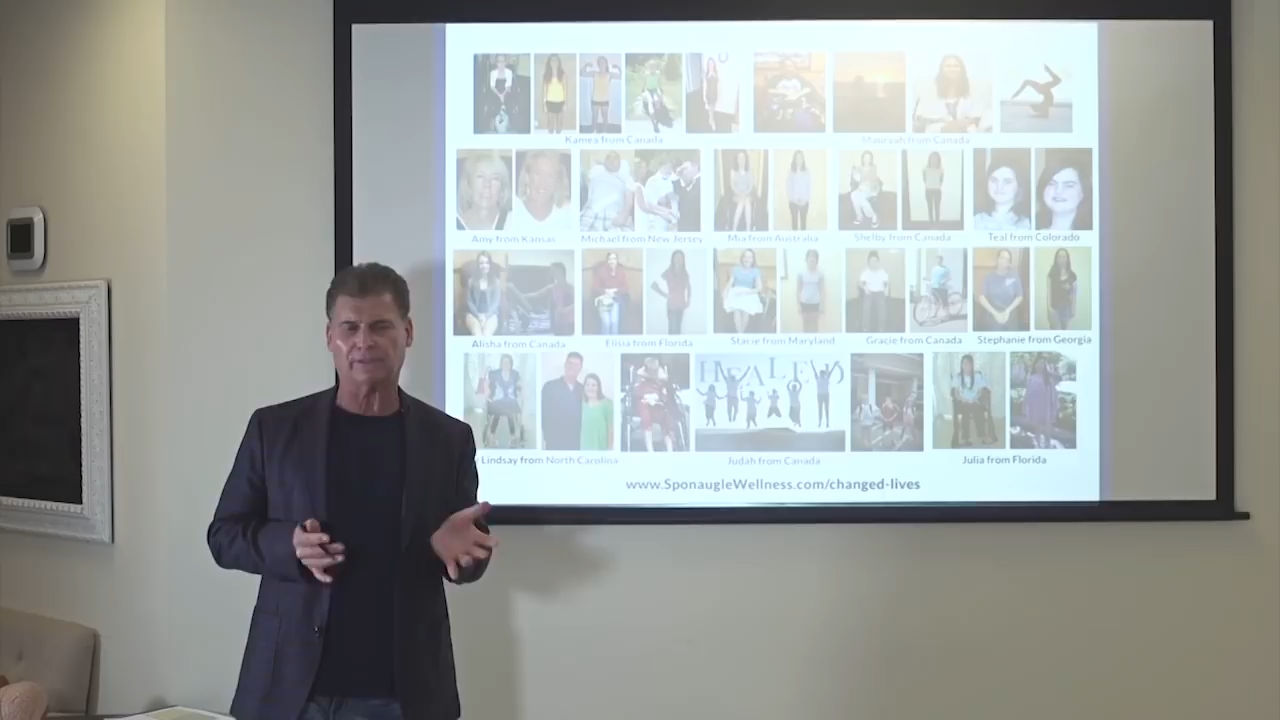 Kamea from Canada
Mauryah from Canada
Amy from Kansas
Michael from New Jersey
Mia from Australia
Shelby from Canada
Teal from Colorado
Alisha from Canada
Elisia from Florida
Stacie from Maryland
Gracie from Canada
Stephanie from Georgia
HEALEWS
Lindsay from North Carolina
Judah from Canada
Julia from Florida
www.SponaugleWellness.com/changed-lives